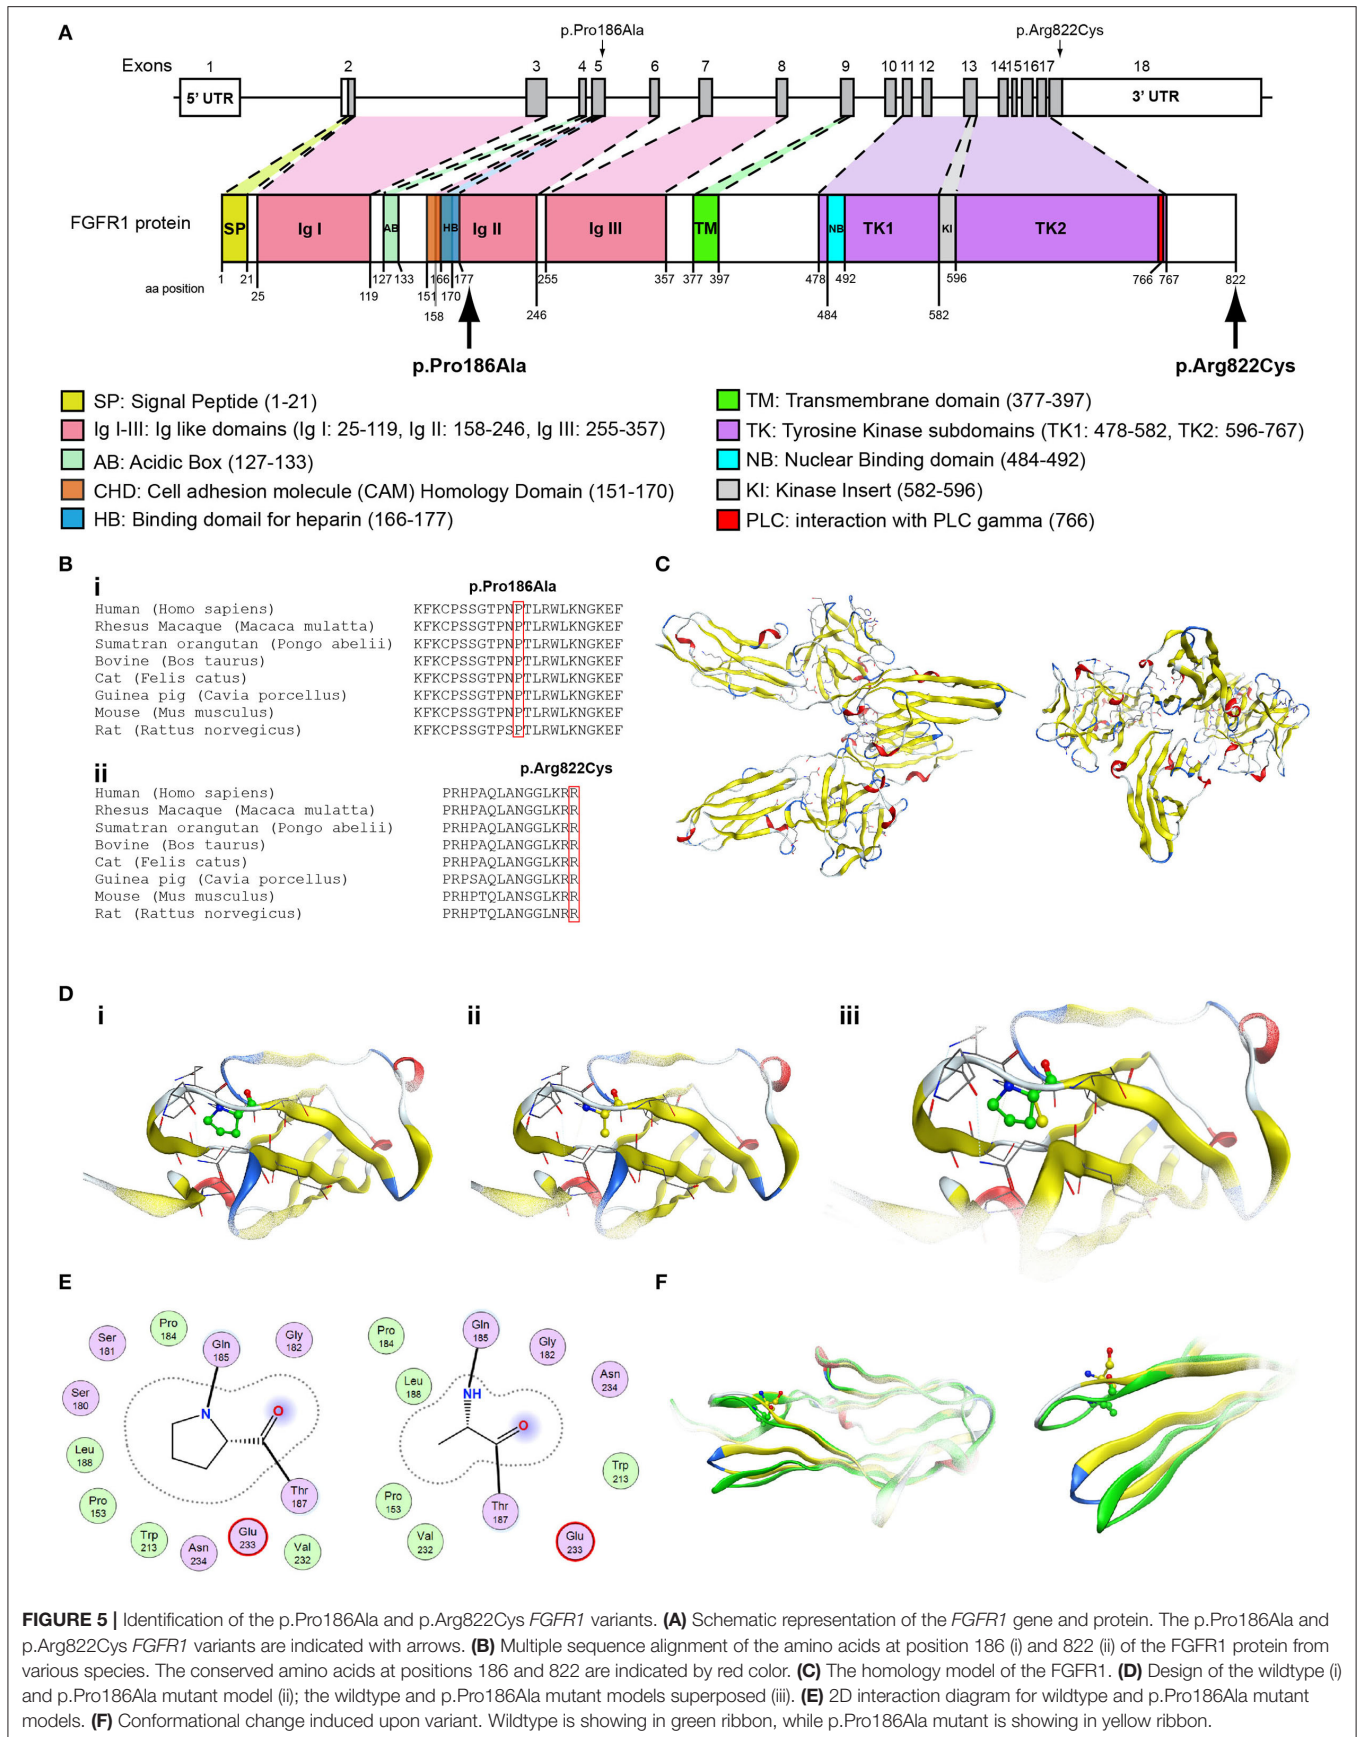 A
p.Pro186Ala
p.Arg822Cys
Exons 1 2 3 4 5 6 7 8 9 10 11 12 13 14 15 16 17 18
5' UTR
3' UTR
FGFR1 protein
SP Ig I AB HB Ig II Ig III TM NB TK1 KI TK2
aa position
1 21 127 133 166 177 255 357 377 397 478 492 596 766 767 822
25 119 151 170
158 246 484 582
p.Pro186Ala
p.Arg822Cys
SP: Signal Peptide (1-21)
Ig I-III: Ig like domains (Ig I: 25-119, Ig II: 158-246, Ig III: 255-357)
AB: Acidic Box (127-133)
CHD: Cell adhesion molecule (CAM) Homology Domain (151-170)
HB: Binding domail for heparin (166-177)
TM: Transmembrane domain (377-397)
TK: Tyrosine Kinase subdomains (TK1: 478-582, TK2: 596-767)
NB: Nuclear Binding domain (484-492)
KI: Kinase Insert (582-596)
PLC: interaction with PLC gamma (766)
B
i
p.Pro186Ala
Human (Homo sapiens) KFKCPSSGTPNPTLRWLKNGKEF
Rhesus Macaque (Macaca mulatta) KFKCPSSGTPNPTLRWLKNGKEF
Sumatran orangutan (Pongo abelii) KFKCPSSGTPNPTLRWLKNGKEF
Bovine (Bos taurus) KFKCPSSGTPNPTLRWLKNGKEF
Cat (Felis catus) KFKCPSSGTPNPTLRWLKNGKEF
Guinea pig (Cavia porcellus) KFKCPSSGTPNPTLRWLKNGKEF
Mouse (Mus musculus) KFKCPSSGTPNPTLRWLKNGKEF
Rat (Rattus norvegicus) KFKCPSSGTPSPTLRWLKNGKEF
ii
p.Arg822Cys
Human (Homo sapiens) PRHPAQLANGGLKRR
Rhesus Macaque (Macaca mulatta) PRHPAQLANGGLKRR
Sumatran orangutan (Pongo abelii) PRHPAQLANGGLKRR
Bovine (Bos taurus) PRHPAQLANGGLKRR
Cat (Felis catus) PRHPAQLANGGLKRR
Guinea pig (Cavia porcellus) PRPSAQLANGGLKRR
Mouse (Mus musculus) PRHPTQLANSGLKRR
Rat (Rattus norvegicus) PRHPTQLANGGLNRR
C
D
i
ii
iii
E
Ser 181
Pro 184
Gln 185
Gly 182
Ser 180
Leu 188
Pro 153
Trp 213
Asn 234
Glu 233
Val 232
Thr 187
N
O
Pro 184
Gln 185
Gly 182
Asn 234
Leu 188
NH
O
Trp 213
Pro 153
Thr 187
Val 232
Glu 233
F
FIGURE 5 | Identification of the p.Pro186Ala and p.Arg822Cys FGFR1 variants. (A) Schematic representation of the FGFR1 gene and protein. The p.Pro186Ala and
p.Arg822Cys FGFR1 variants are indicated with arrows. (B) Multiple sequence alignment of the amino acids at position 186 (i) and 822 (ii) of the FGFR1 protein from
various species. The conserved amino acids at positions 186 and 822 are indicated by red color. (C) The homology model of the FGFR1. (D) Design of the wildtype (i)
and p.Pro186Ala mutant model (ii); the wildtype and p.Pro186Ala mutant models superposed (iii). (E) 2D interaction diagram for wildtype and p.Pro186Ala mutant
models. (F) Conformational change induced upon variant. Wildtype is showing in green ribbon, while p.Pro186Ala mutant is showing in yellow ribbon.